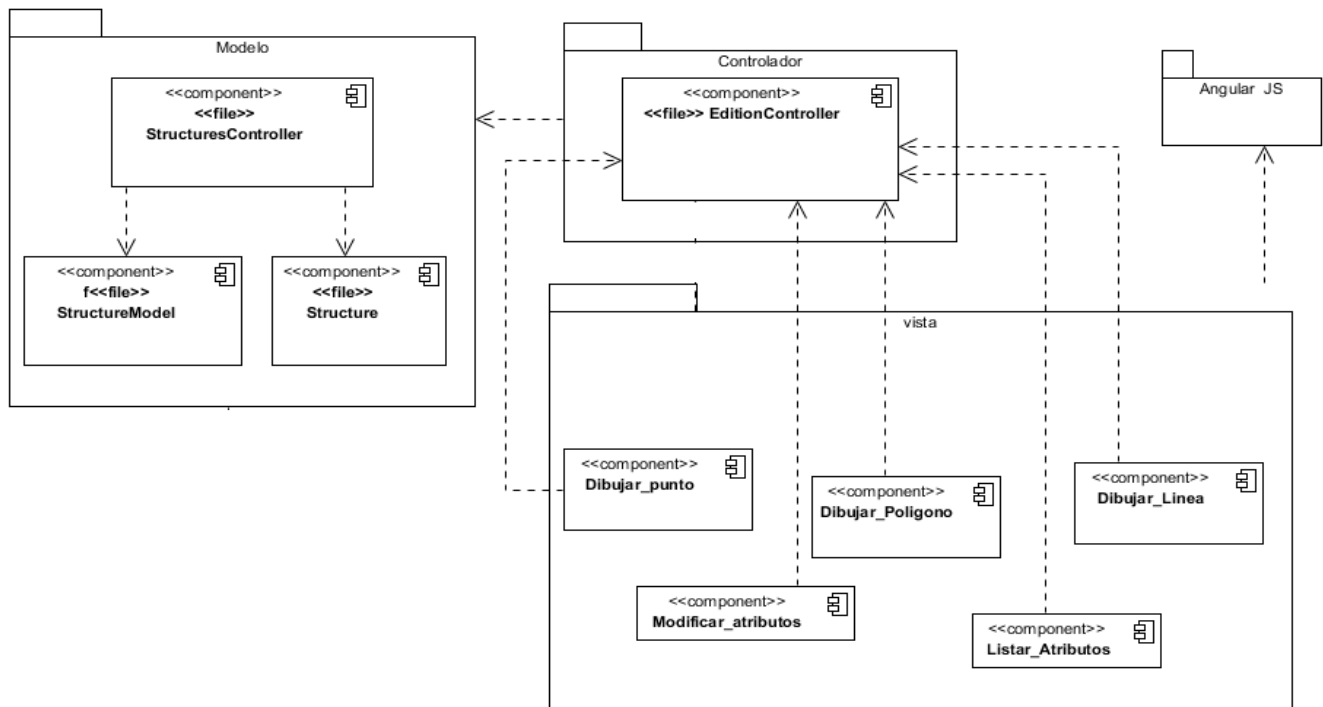 Modelo
<<component>>
<<file>>
StructuresController
<<component>>
f<<file>>
StructureModel
<<component>>
<<file>>
Structure
Controlador
<<component>>
<<file>> EditionController
Angular JS
vista
<<component>>
Dibujar_punto
<<component>>
Dibujar_Poligono
<<component>>
Dibujar_Linea
<<component>>
Modificar_atributos
<<component>>
Listar_Atributos